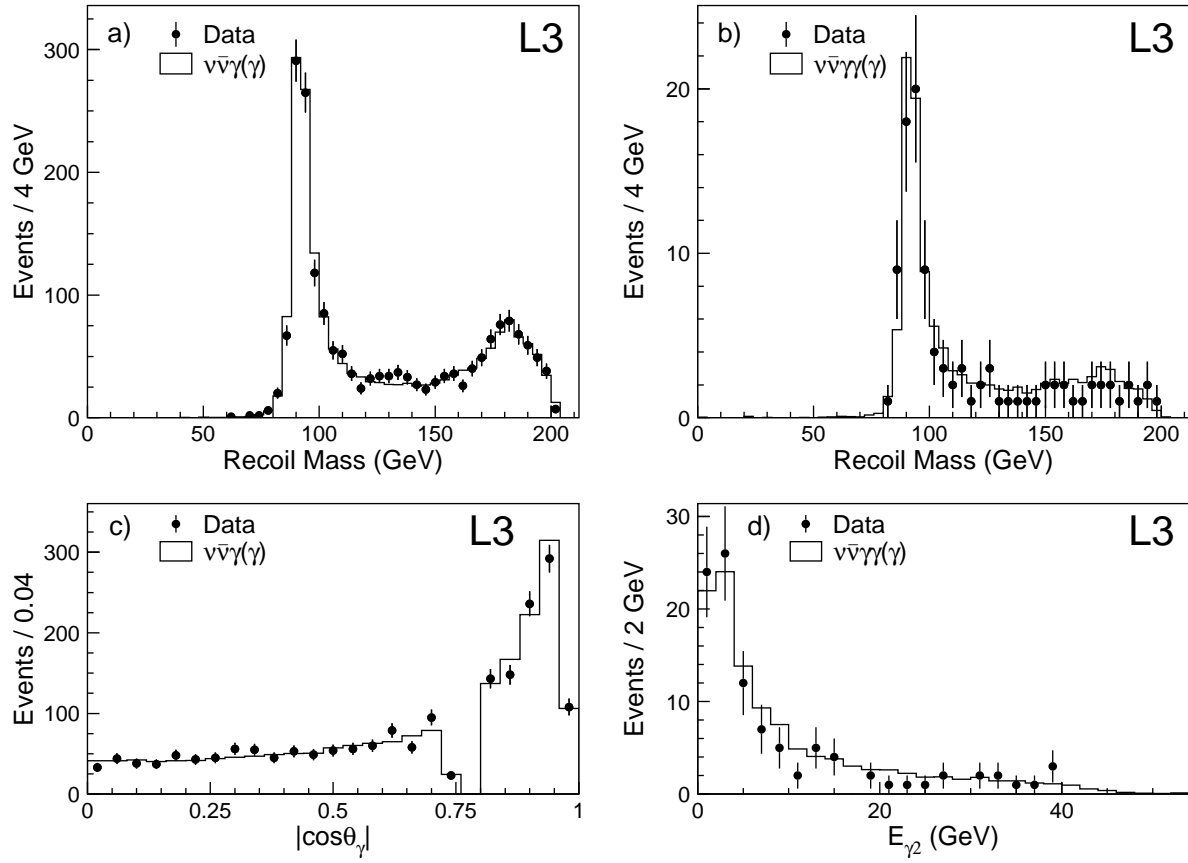 a) Data L3
νν̄γ(γ)
Events / 4 GeV
300
200
100
0
0 50 100 150 200
Recoil Mass (GeV)
b) Data L3
νν̄γγ(γ)
Events / 4 GeV
20
10
0
0 50 100 150 200
Recoil Mass (GeV)
c) Data L3
νν̄γ(γ)
Events / 0.04
300
200
100
0
0 0.25 0.5 0.75 1
|cosθγ|
d) Data L3
νν̄γγ(γ)
Events / 2 GeV
30
20
10
0
0 20 40
Eγ2 (GeV)